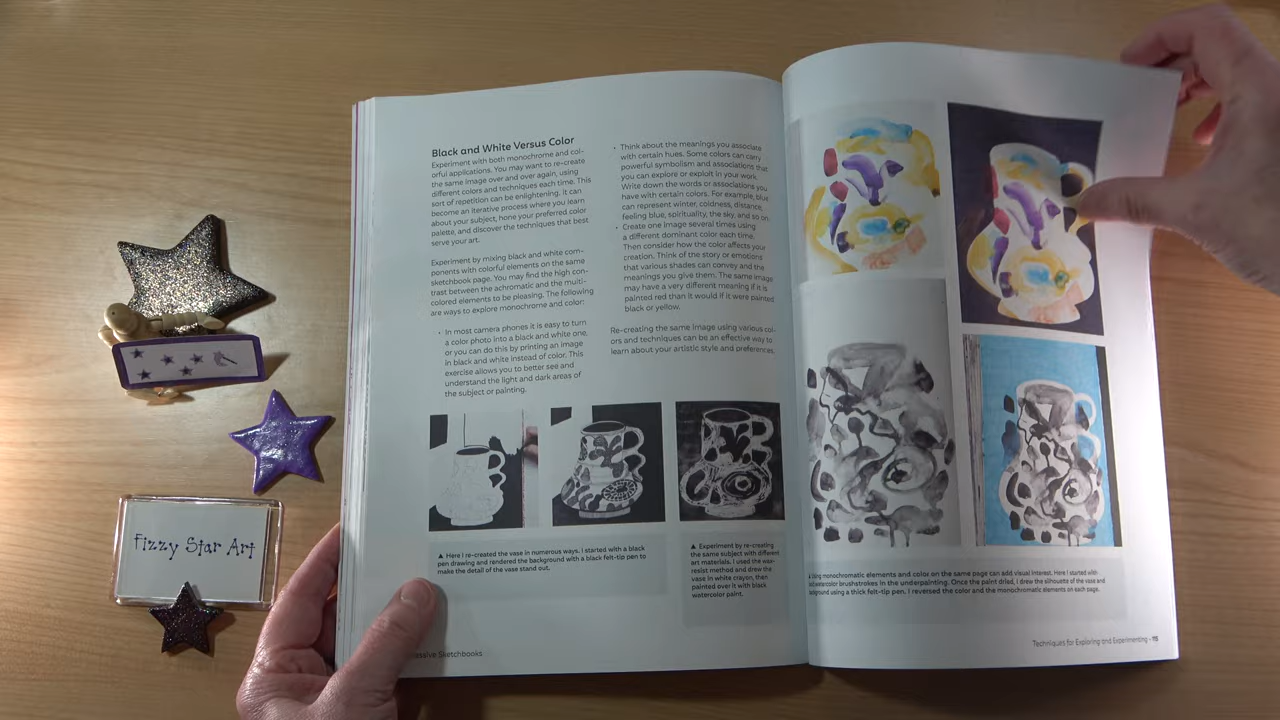 Black and White Versus Color
Experiment with both monochrome and col-
orful applications. You may want to re-create
the same image over and over again, using
different colors and techniques each time. This
sort of repetition can be enlightening. It can
become an iterative process where you learn
about your subject, hone your preferred color
palette, and discover the techniques that best
serve your art.
Experiment by mixing black and white com-
ponents with colorful elements on the same
sketchbook page. You may find the high con-
trast between the achromatic and the multi-
colored elements to be pleasing. The following
are ways to explore monochrome and color:
• In most camera phones it is easy to turn
a color photo into a black and white one,
or you can do this by printing an image
in black and white instead of color. This
exercise allows you to better see and
understand the light and dark areas of
the subject or painting.
• Think about the meanings you associate
with certain hues. Some colors can carry
powerful symbolism and associations that
you can explore or exploit in your work.
Write down the words or associations you
have with certain colors. For example, blue
can represent winter, coldness, distance,
feeling blue, spirituality, the sky, and so on.
• Create one image several times using
a different dominant color each time.
Then consider how the color affects your
creation. Think of the story or emotions
that various shades can convey and the
meanings you give them. The same image
may have a very different meaning if it is
painted red than it would if it were painted
black or yellow.
Re-creating the same image using various col-
ors and techniques can be an effective way to
learn about your artistic style and preferences.
▲ Here I re-created the vase in numerous ways. I started with a black
pen drawing and rendered the background with a black felt-tip pen to
make the detail of the vase stand out.
▲ Experiment by re-creating
the same subject with different
art materials. I used the wax-
resist method and drew the
vase in white crayon, then
painted over it with black
watercolor paint.
monochromatic elements and color on the same page can add visual interest. Here I started with
watercolor brushstrokes in the underpainting. Once the paint dried, I drew the silhouette of the vase and
using a thick felt-tip pen. I reversed the color and the monochromatic elements on each page.
Sketchbooks
Techniques for Exploring and Experimenting •
Fizzy Star Art